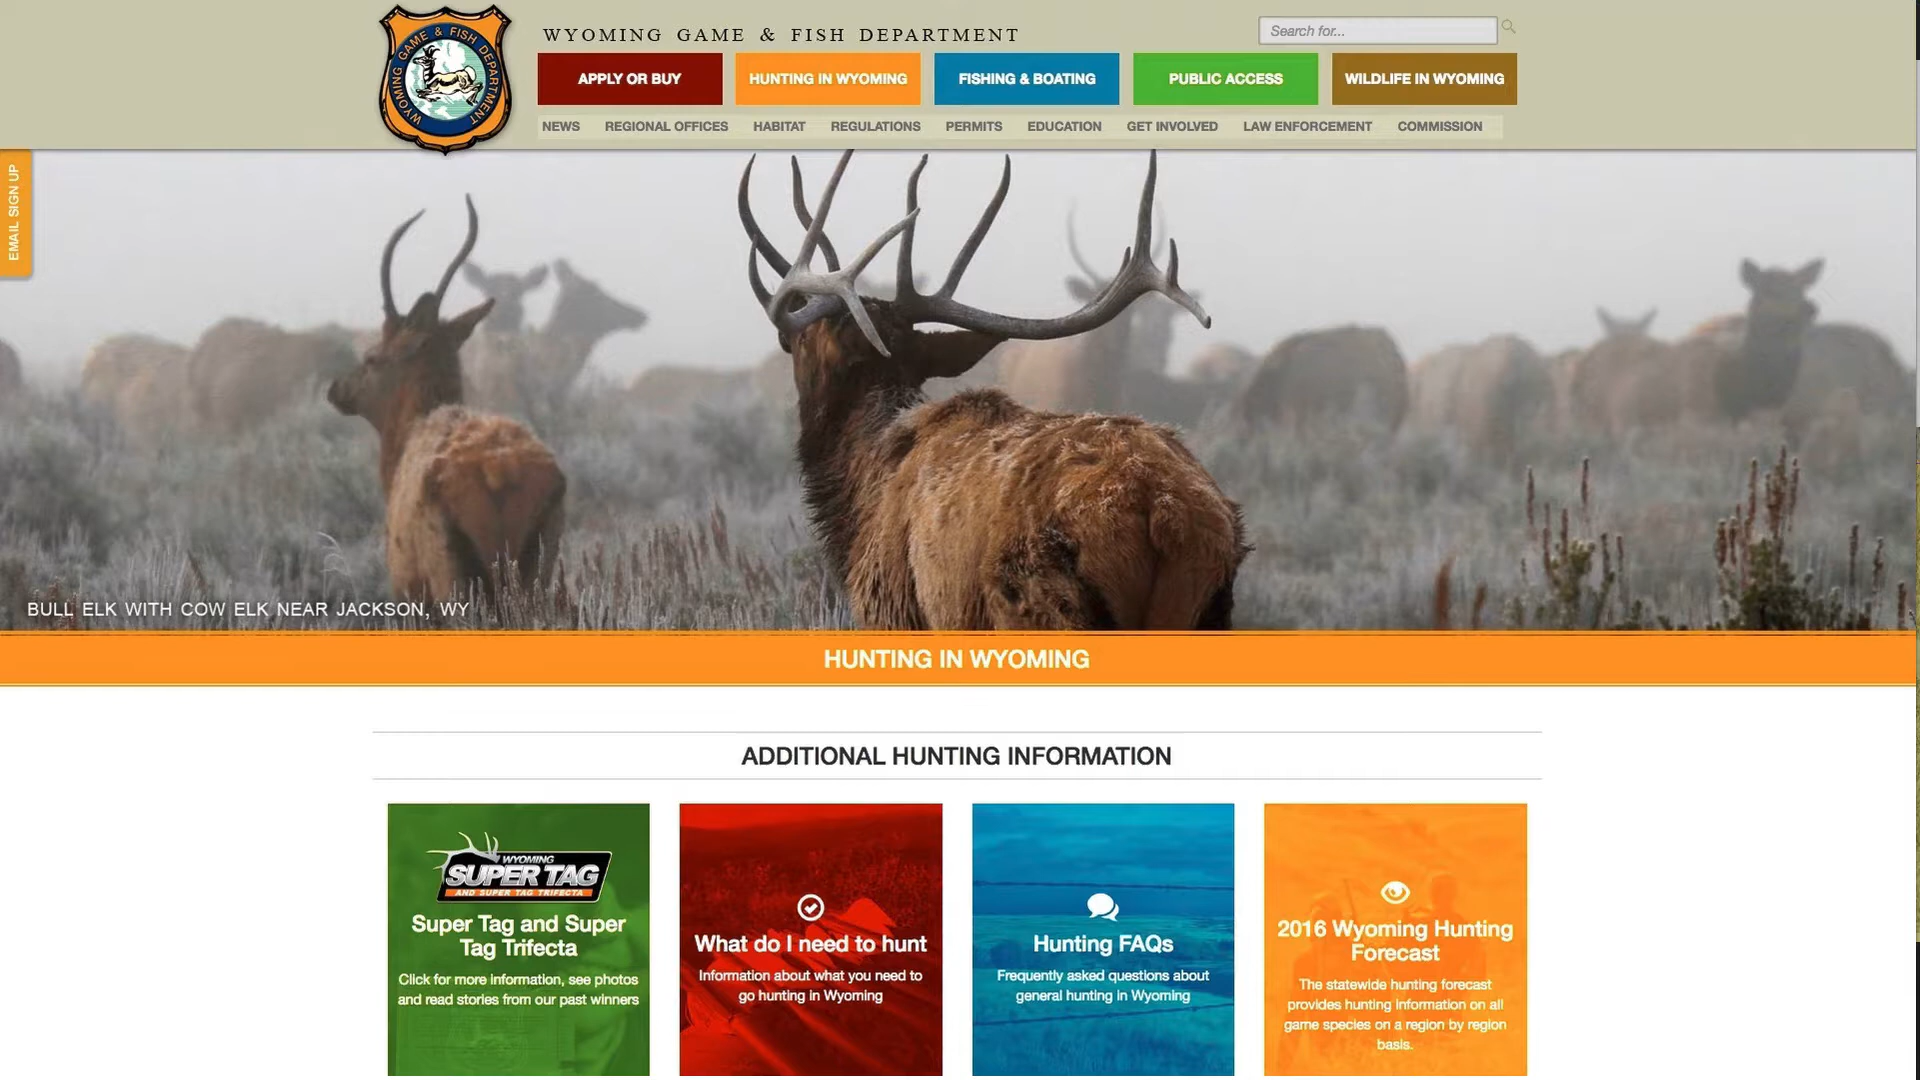 WYOMING GAME & FISH DEPARTMENT
WYOMING GAME & FISH DEPARTMENT
Search for...
APPLY OR BUY
HUNTING IN WYOMING
FISHING & BOATING
PUBLIC ACCESS
WILDLIFE IN WYOMING
NEWS
REGIONAL OFFICES
HABITAT
REGULATIONS
PERMITS
EDUCATION
GET INVOLVED
LAW ENFORCEMENT
COMMISSION
EMAIL SIGN UP
BULL ELK WITH COW ELK NEAR JACKSON, WY
HUNTING IN WYOMING
ADDITIONAL HUNTING INFORMATION
WYOMING
SUPER TAG
AND SUPER TAG TRIFECTA
Super Tag and Super
Tag Trifecta
Click for more information, see photos
and read stories from our past winners
What do I need to hunt
Information about what you need to
go hunting in Wyoming
Hunting FAQs
Frequently asked questions about
general hunting in Wyoming
2016 Wyoming Hunting
Forecast
The statewide hunting forecast
provides hunting information on all
game species on a region by region
basis.